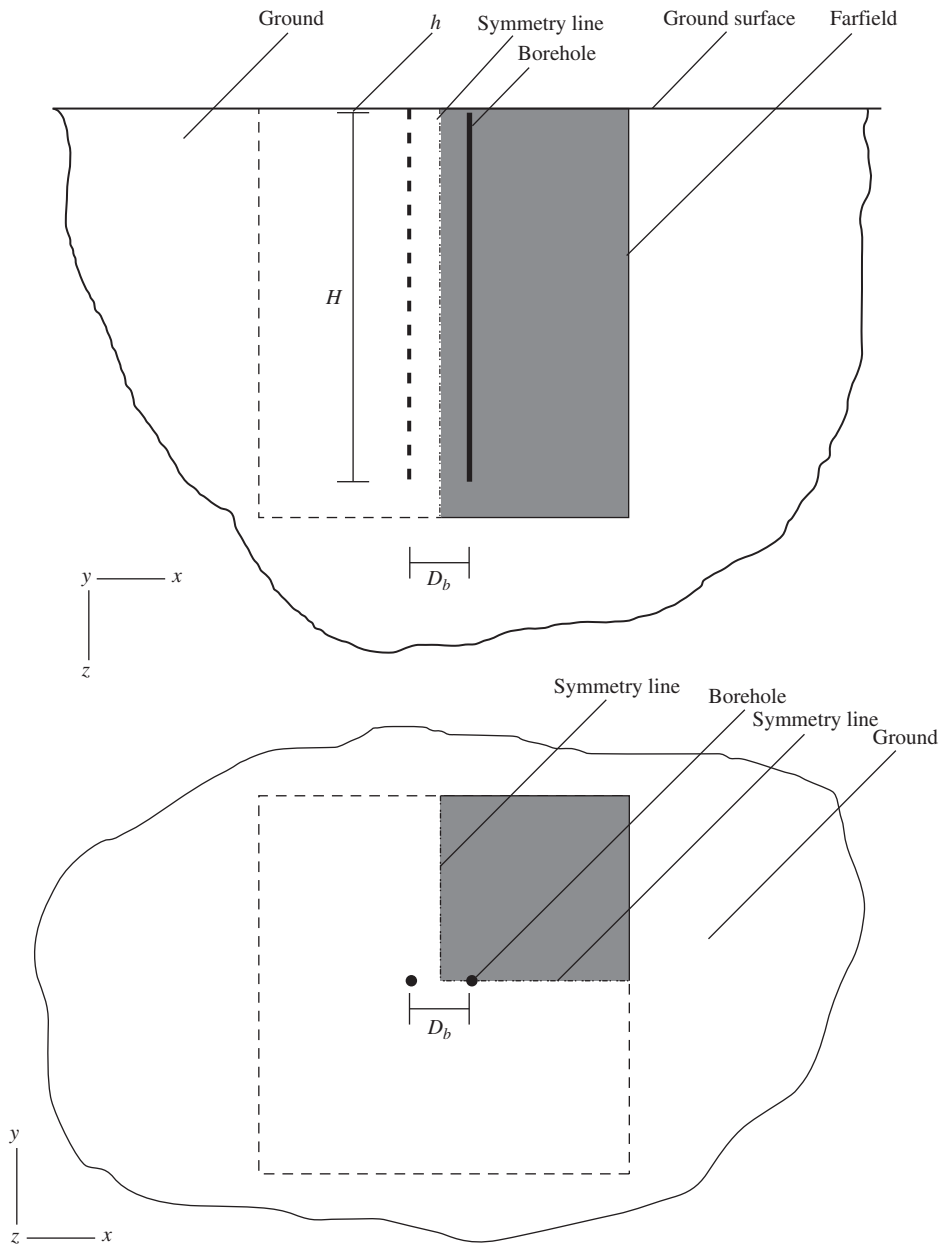 Ground
h
Symmetry line
Ground surface
Farfield
Borehole
H
D_b
y
x
z
Symmetry line
Borehole
Symmetry line
Ground
D_b
y
z
x